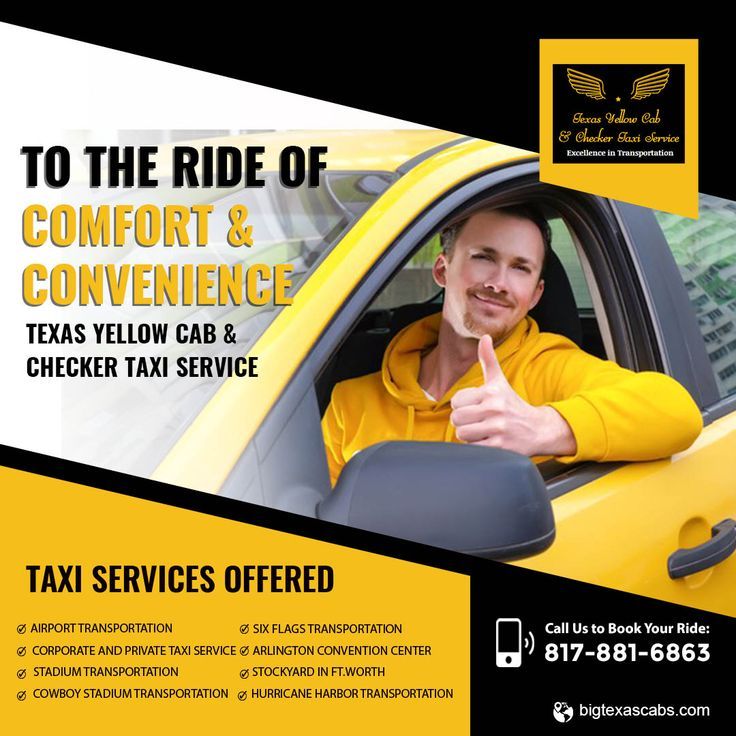 Texas Yellow Cab
& Checker Taxi Service
Excellence in Transportation
TO THE RIDE OF
COMFORT &
CONVENIENCE
TEXAS YELLOW CAB &
CHECKER TAXI SERVICE
TAXI SERVICES OFFERED
AIRPORT TRANSPORTATION
CORPORATE AND PRIVATE TAXI SERVICE
STADIUM TRANSPORTATION
COWBOY STADIUM TRANSPORTATION
SIX FLAGS TRANSPORTATION
ARLINGTON CONVENTION CENTER
STOCKYARD IN FT.WORTH
HURRICANE HARBOR TRANSPORTATION
Call Us to Book Your Ride:
817-881-6863
bigtexascabs.com